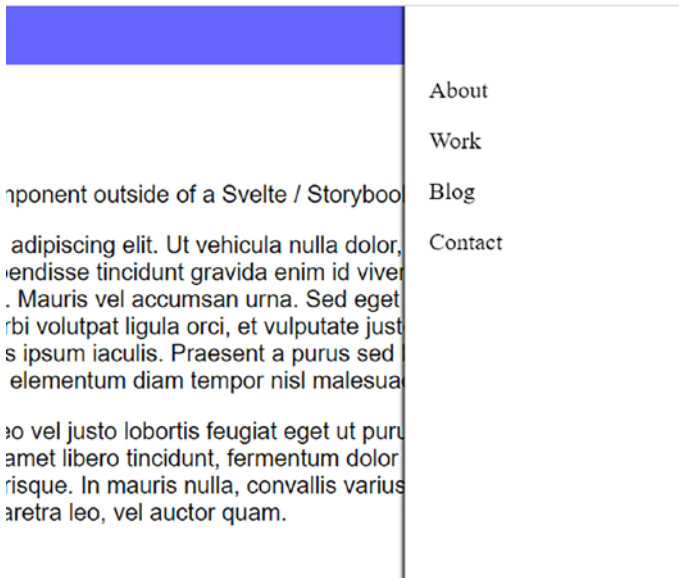 component outside of a Svelte / Storyboo
adipiscing elit. Ut vehicula nulla dolor,
endisse tincidunt gravida enim id viver
. Mauris vel accumsan urna. Sed eget
rbi volutpat ligula orci, et vulputate just
s ipsum iaculis. Praesent a purus sed
elementum diam tempor nisl malesua
eo vel justo lobortis feugiat eget ut puru
amet libero tincidunt, fermentum dolor
risque. In mauris nulla, convallis varius
aretra leo, vel auctor quam.
About
Work
Blog
Contact